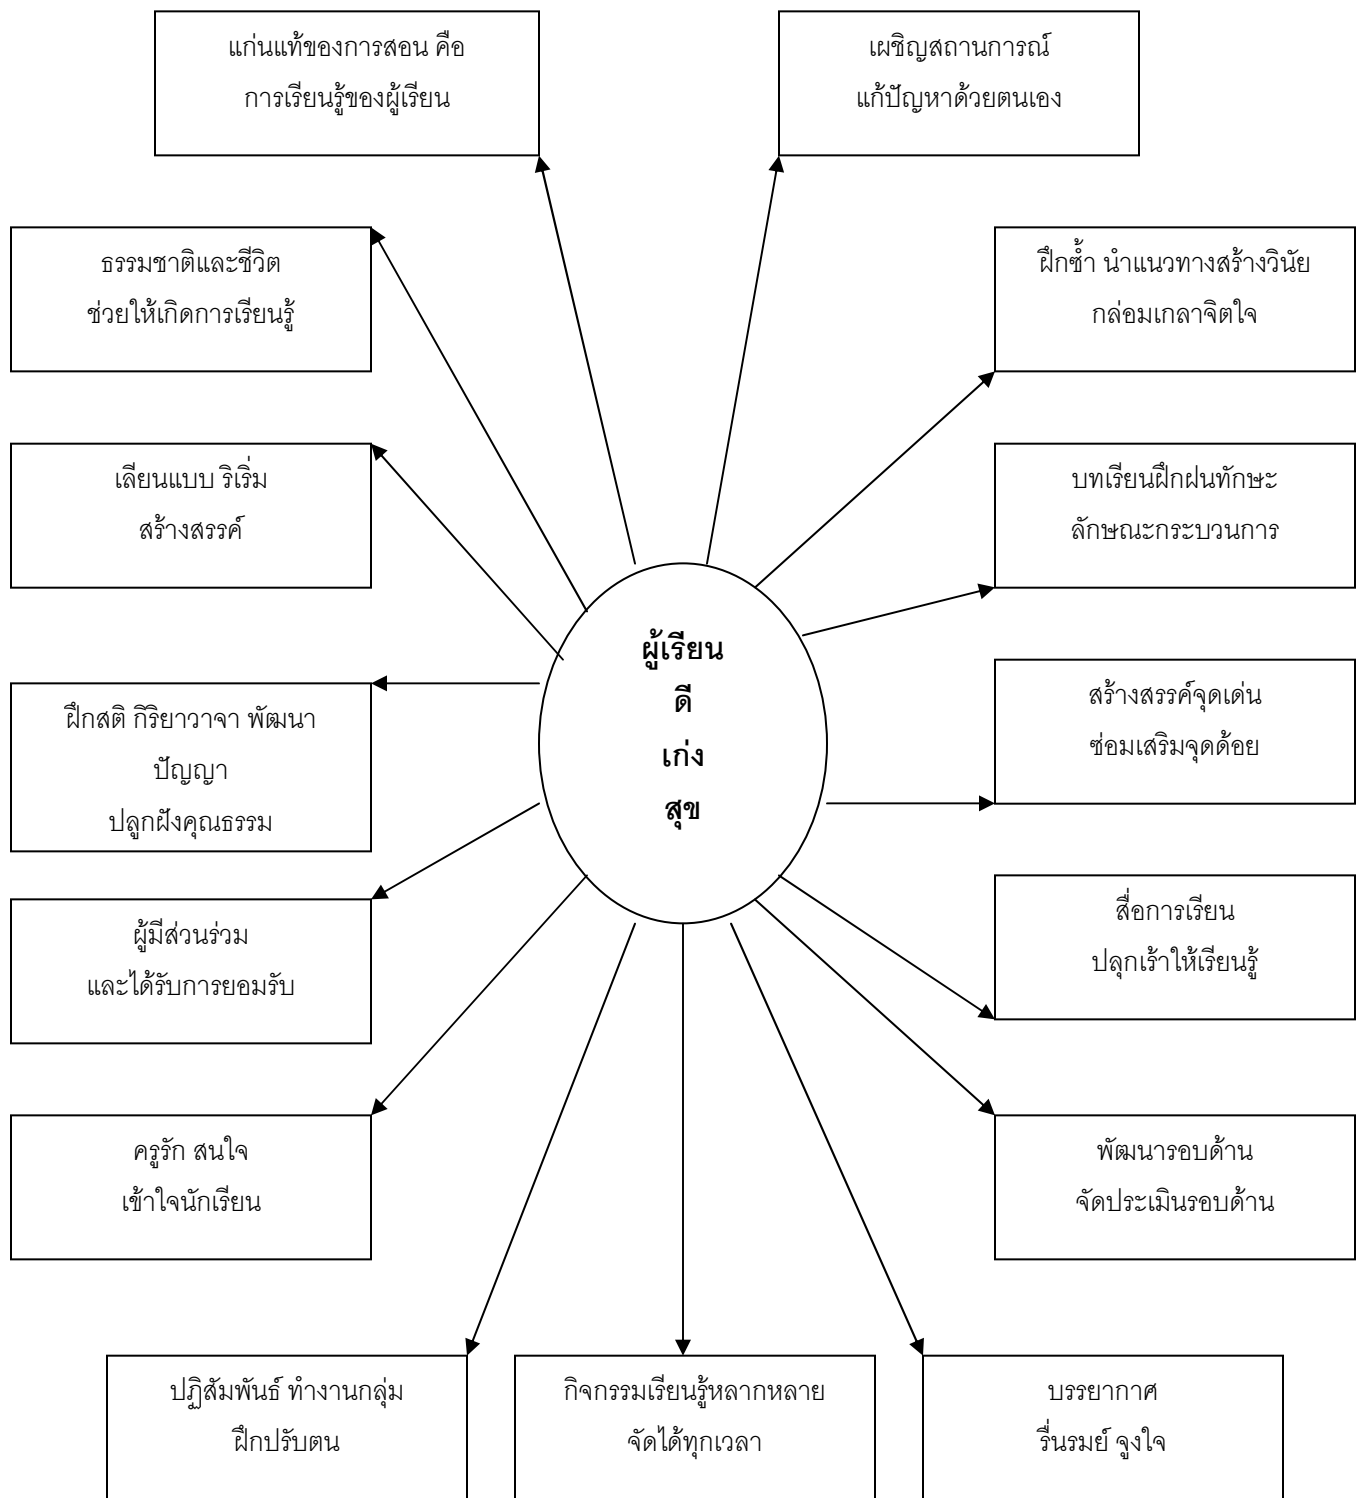 แก่นแท้ของการสอน คือ
การเรียนรู้ของผู้เรียน
เผชิญสถานการณ์
แก้ปัญหาด้วยตนเอง
ธรรมชาติและชีวิต
ช่วยให้เกิดการเรียนรู้
ฝึกซ้ำ นำแนวทางสร้างวินัย
กล่อมเกลาจิตใจ
เลียนแบบ ริเริ่ม
สร้างสรรค์
บทเรียนฝึกฝนทักษะ
ลักษณะกระบวนการ
ผู้เรียน
ดี
เก่ง
สุข
ฝึกสติ กิริยาวาจา พัฒนา
ปัญญา
ปลูกฝังคุณธรรม
สร้างสรรค์จุดเด่น
ซ่อมเสริมจุดด้อย
ผู้มีส่วนร่วม
และได้รับการยอมรับ
สื่อการเรียน
ปลุกเร้าให้เรียนรู้
ครูรัก สนใจ
เข้าใจนักเรียน
พัฒนารอบด้าน
จัดประเมินรอบด้าน
ปฏิสัมพันธ์ ทำงานกลุ่ม
ฝึกปรับตน
กิจกรรมเรียนรู้หลากหลาย
จัดได้ทุกเวลา
บรรยากาศ
รื่นรมย์ จูงใจ